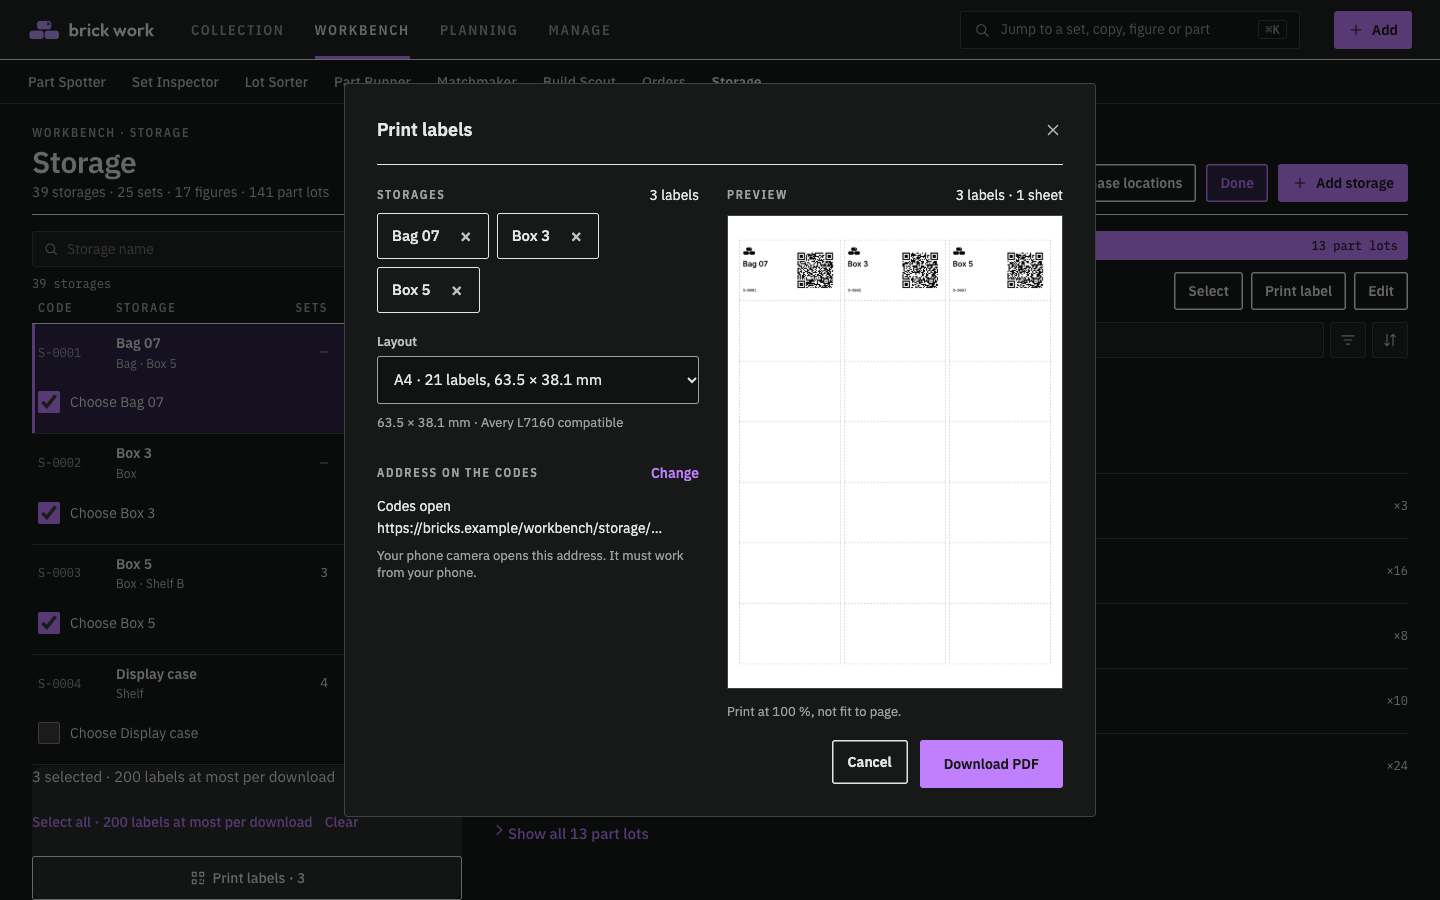 brick work
COLLECTION
WORKBENCH
PLANNING
MANAGE
Jump to a set, copy, figure or part
⌘K
+ Add
Part Spotter
Set Inspector
Lot Sorter
Part Runner
Matchmaker
Build Scout
Orders
Storage
WORKBENCH · STORAGE
Storage
39 storages · 25 sets · 17 figures · 141 part lots
Done
+ Add storage
Storage name
13 part lots
39 storages
CODE STORAGE SETS
Select
Print label
Edit
S-0001
Bag 07
Bag · Box 5
–
Choose Bag 07
S-0002
Box 3
Box
–
Choose Box 3
S-0003
Box 5
Box · Shelf B
3
Choose Box 5
S-0004
Display case
Shelf
4
Choose Display case
3 selected · 200 labels at most per download
Select all · 200 labels at most per download
Clear
Print labels · 3
Print labels
STORAGES
3 labels
Bag 07 ×
Box 3 ×
Box 5 ×
Layout
A4 · 21 labels, 63.5 × 38.1 mm
63.5 × 38.1 mm · Avery L7160 compatible
ADDRESS ON THE CODES
Change
Codes open
https://bricks.example/workbench/storage/…
Your phone camera opens this address. It must work
from your phone.
PREVIEW
3 labels · 1 sheet
Bag 07
S-0001
Box 3
S-0002
Box 5
Print at 100 %, not fit to page.
Cancel
Download PDF
×3
×16
×8
×10
×24
Show all 13 part lots